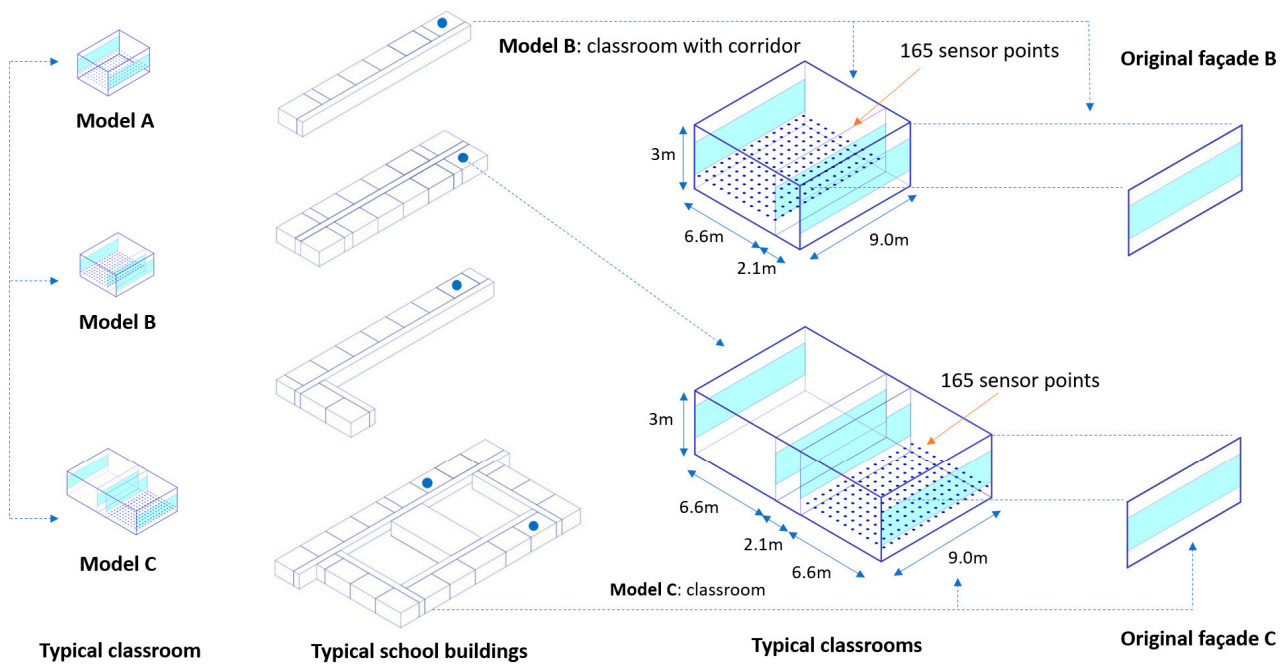 Model A
Model B
Model C
Typical classroom
Typical school buildings
Model B: classroom with corridor
165 sensor points
3m
6.6m
2.1m
9.0m
Original façade B
165 sensor points
3m
6.6m
2.1m
6.6m
9.0m
Model C: classroom
Typical classrooms
Original façade C